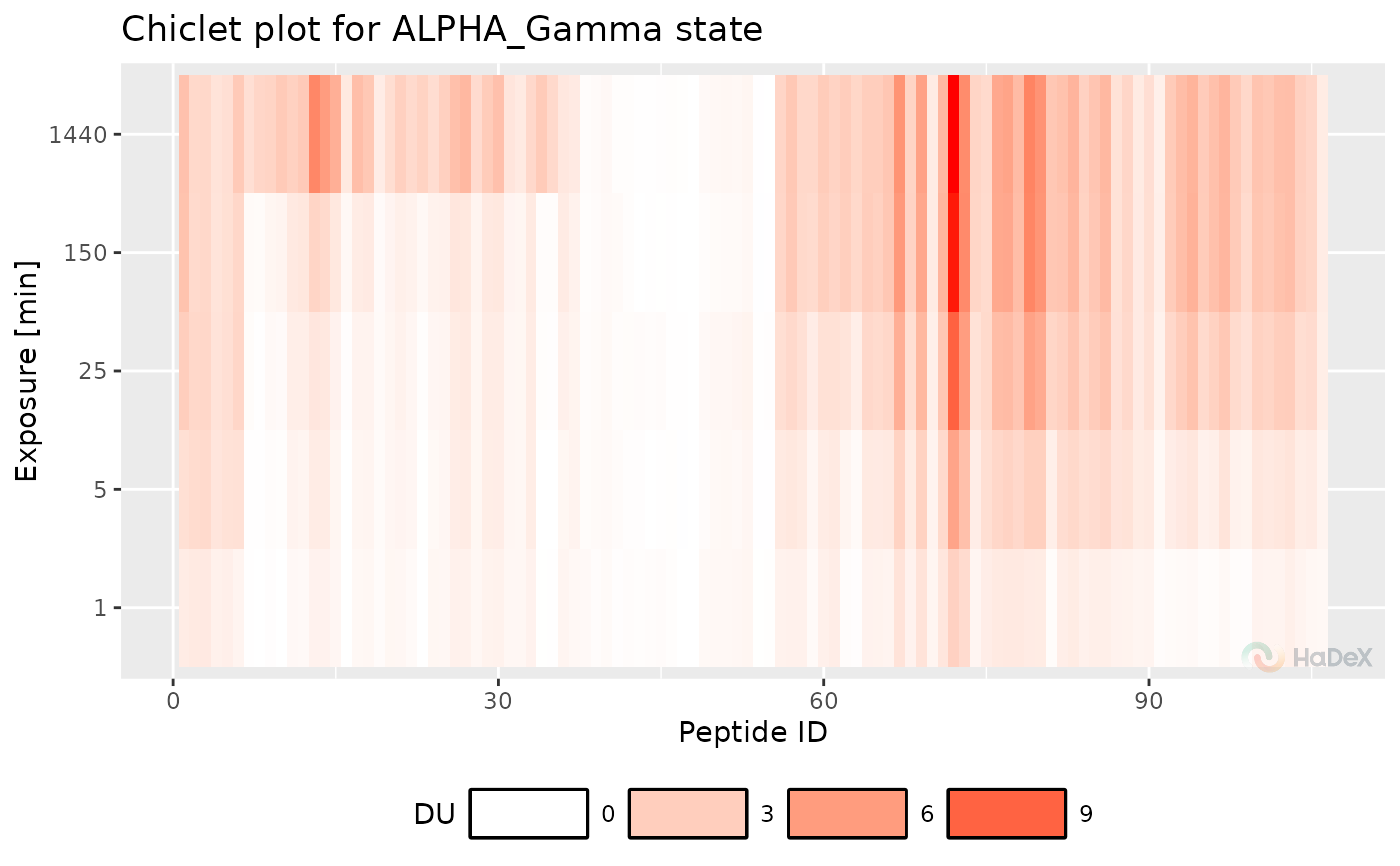 Chiclet plot for ALPHA_Gamma state
Exposure [min]
1440
150
25
5
1
HaDeX
0 30 60 90
Peptide ID
DU 0 3 6 9